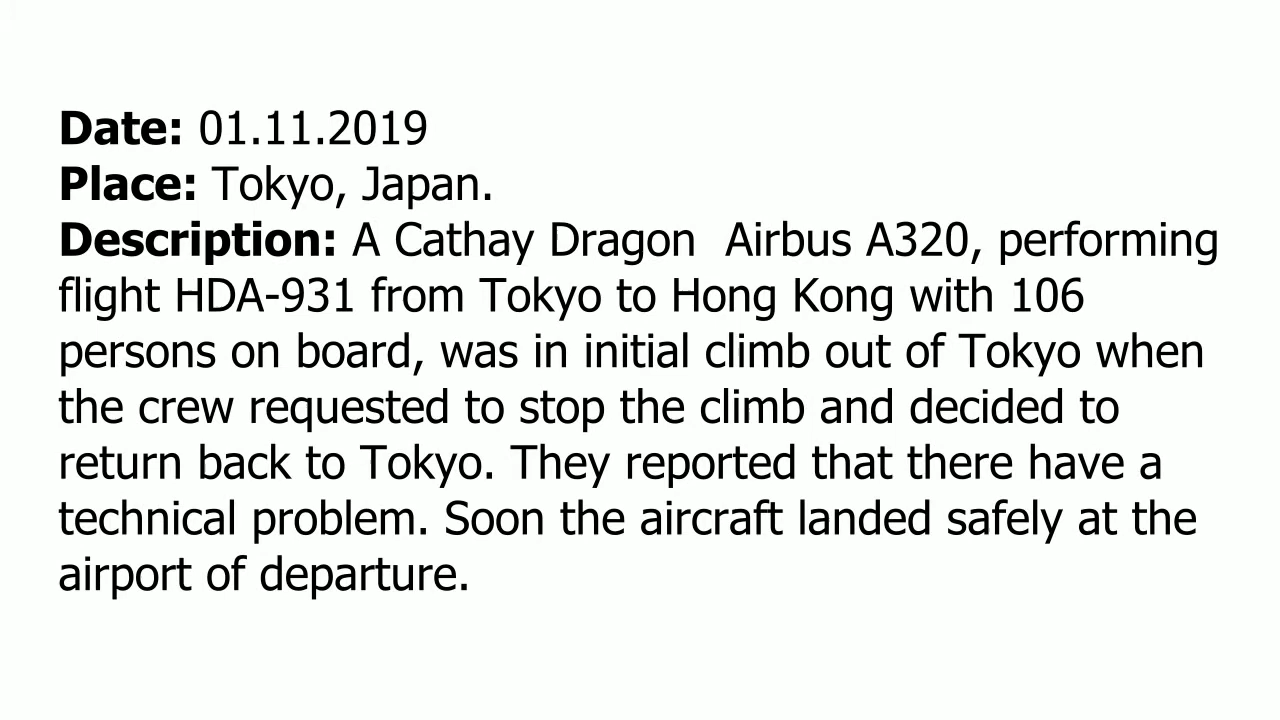 Date: 01.11.2019
Place: Tokyo, Japan.
Description: A Cathay Dragon  Airbus A320, performing
flight HDA-931 from Tokyo to Hong Kong with 106
persons on board, was in initial climb out of Tokyo when
the crew requested to stop the climb and decided to
return back to Tokyo. They reported that there have a
technical problem. Soon the aircraft landed safely at the
airport of departure.